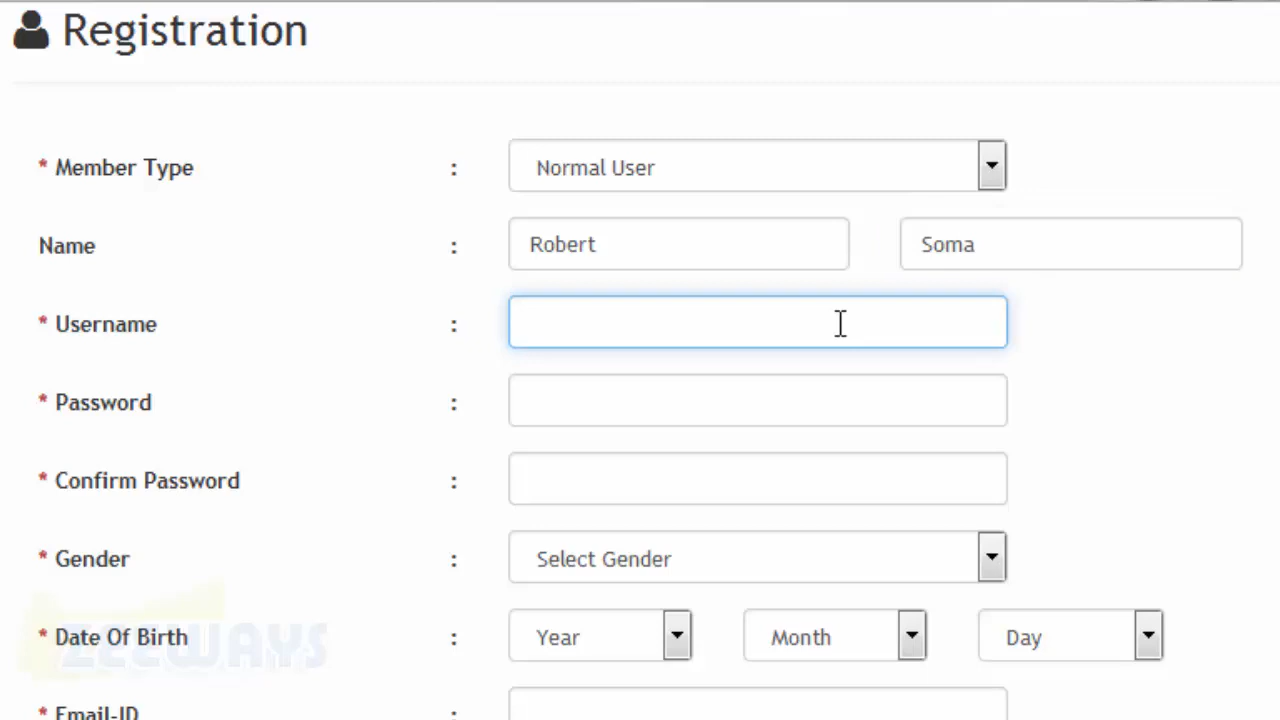 Registration
* Member Type : Normal User
Name : Robert Soma
* Username :
* Password :
* Confirm Password :
* Gender : Select Gender
* Date Of Birth : Year Month Day
ZEEWAYS
* Email-ID :